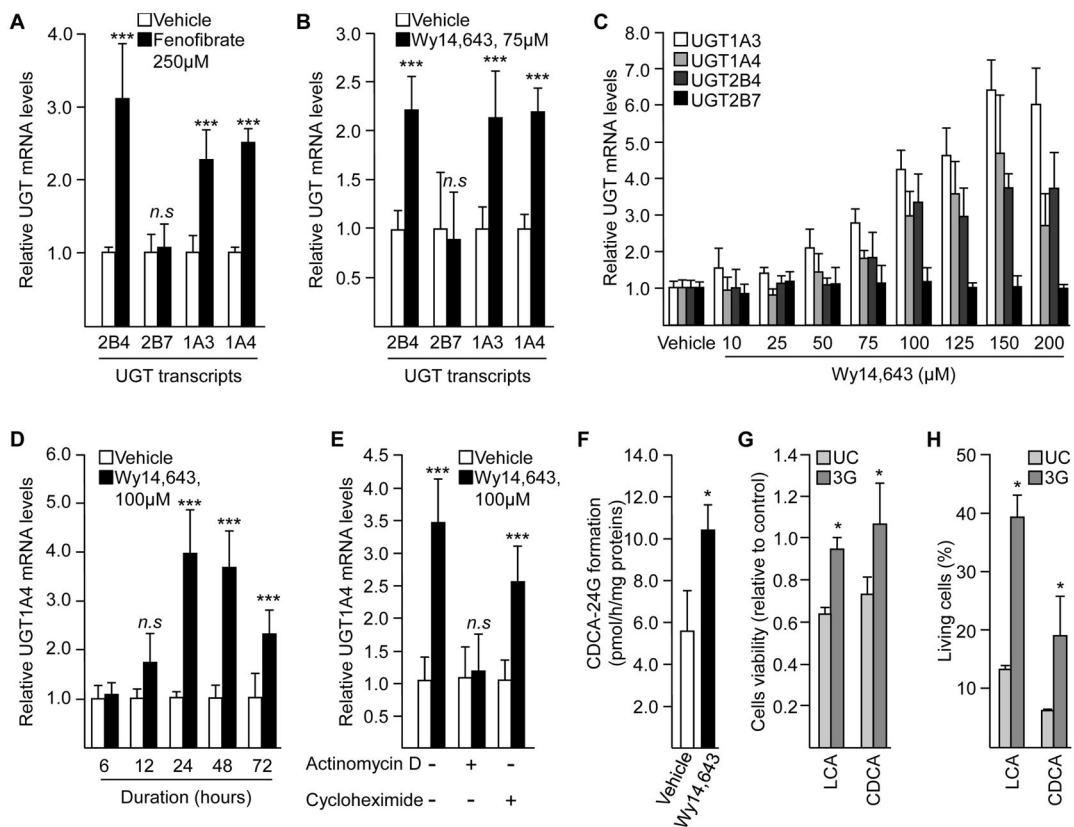 A
Relative UGT mRNA levels
Vehicle
Fenofibrate
250µM
4.0
3.0
2.0
1.0
***
n.s
***
***
2B4 2B7 1A3 1A4
UGT transcripts
B
Relative UGT mRNA levels
Vehicle
Wy14,643, 75µM
3.0
2.5
2.0
1.5
1.0
0.5
***
n.s
***
***
2B4 2B7 1A3 1A4
UGT transcripts
C
Relative UGT mRNA levels
UGT1A3
UGT1A4
UGT2B4
UGT2B7
8.0
7.0
6.0
5.0
4.0
3.0
2.0
1.0
Vehicle 10 25 50 75 100 125 150 200
Wy14,643 (µM)
D
Relative UGT1A4 mRNA levels
Vehicle
Wy14,643,
100µM
6.0
5.0
4.0
3.0
2.0
1.0
n.s
***
***
***
6 12 24 48 72
Duration (hours)
E
Relative UGT1A4 mRNA levels
Vehicle
Wy14,643,
100µM
4.5
4.0
3.5
3.0
2.5
2.0
1.5
1.0
0.5
***
n.s
***
Actinomycin D - + -
Cycloheximide - - +
F
CDCA-24G formation
(pmol/h/mg proteins)
14.0
12.0
10.0
8.0
6.0
4.0
2.0
*
Vehicle
Wy14,643
G
Cells viability (relative to control)
UC
3G
1.4
1.2
1.0
0.8
0.6
0.4
0.2
*
*
LCA
CDCA
H
Living cells (%)
UC
3G
50
40
30
20
10
*
*
LCA
CDCA